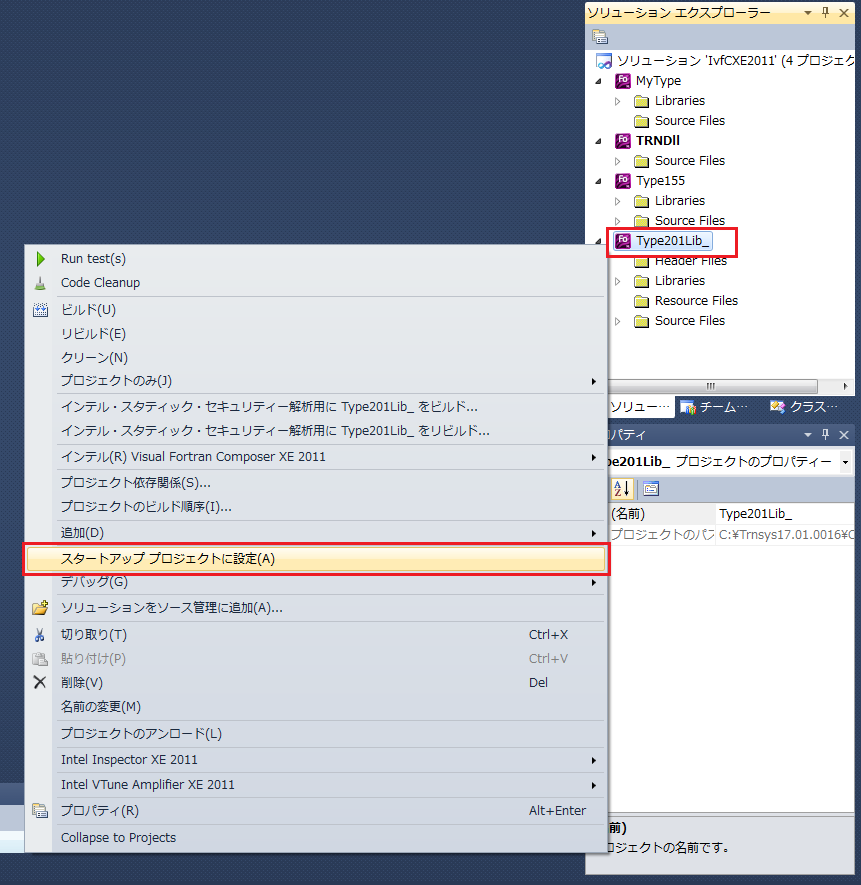 ソリューション エクスプローラー
ソリューション 'IvfCXE2011' (4 プロジェク
MyType
Libraries
Source Files
TRNDll
Source Files
Type155
Libraries
Source Files
Type201Lib_
Header Files
Libraries
Resource Files
Source Files
ソリュー…
チーム…
クラス…
パティ
pe201Lib_ プロジェクトのプロパティー
(名前)
Type201Lib_
プロジェクトのパス
C:¥Trnsys17.01.0016¥C
前)
ロジェクトの名前です。
Run test(s)
Code Cleanup
ビルド(U)
リビルド(E)
クリーン(N)
プロジェクトのみ(J)
インテル・スタティック・セキュリティー解析用に Type201Lib_ をビルド...
インテル・スタティック・セキュリティー解析用に Type201Lib_ をリビルド...
インテル(R) Visual Fortran Composer XE 2011
プロジェクト依存関係(S)...
プロジェクトのビルド順序(I)...
追加(D)
スタートアップ プロジェクトに設定(A)
デバッグ(G)
ソリューションをソース管理に追加(A)...
切り取り(T) Ctrl+X
貼り付け(P) Ctrl+V
削除(V) Del
名前の変更(M)
プロジェクトのアンロード(L)
Intel Inspector XE 2011
Intel VTune Amplifier XE 2011
プロパティ(R) Alt+Enter
Collapse to Projects